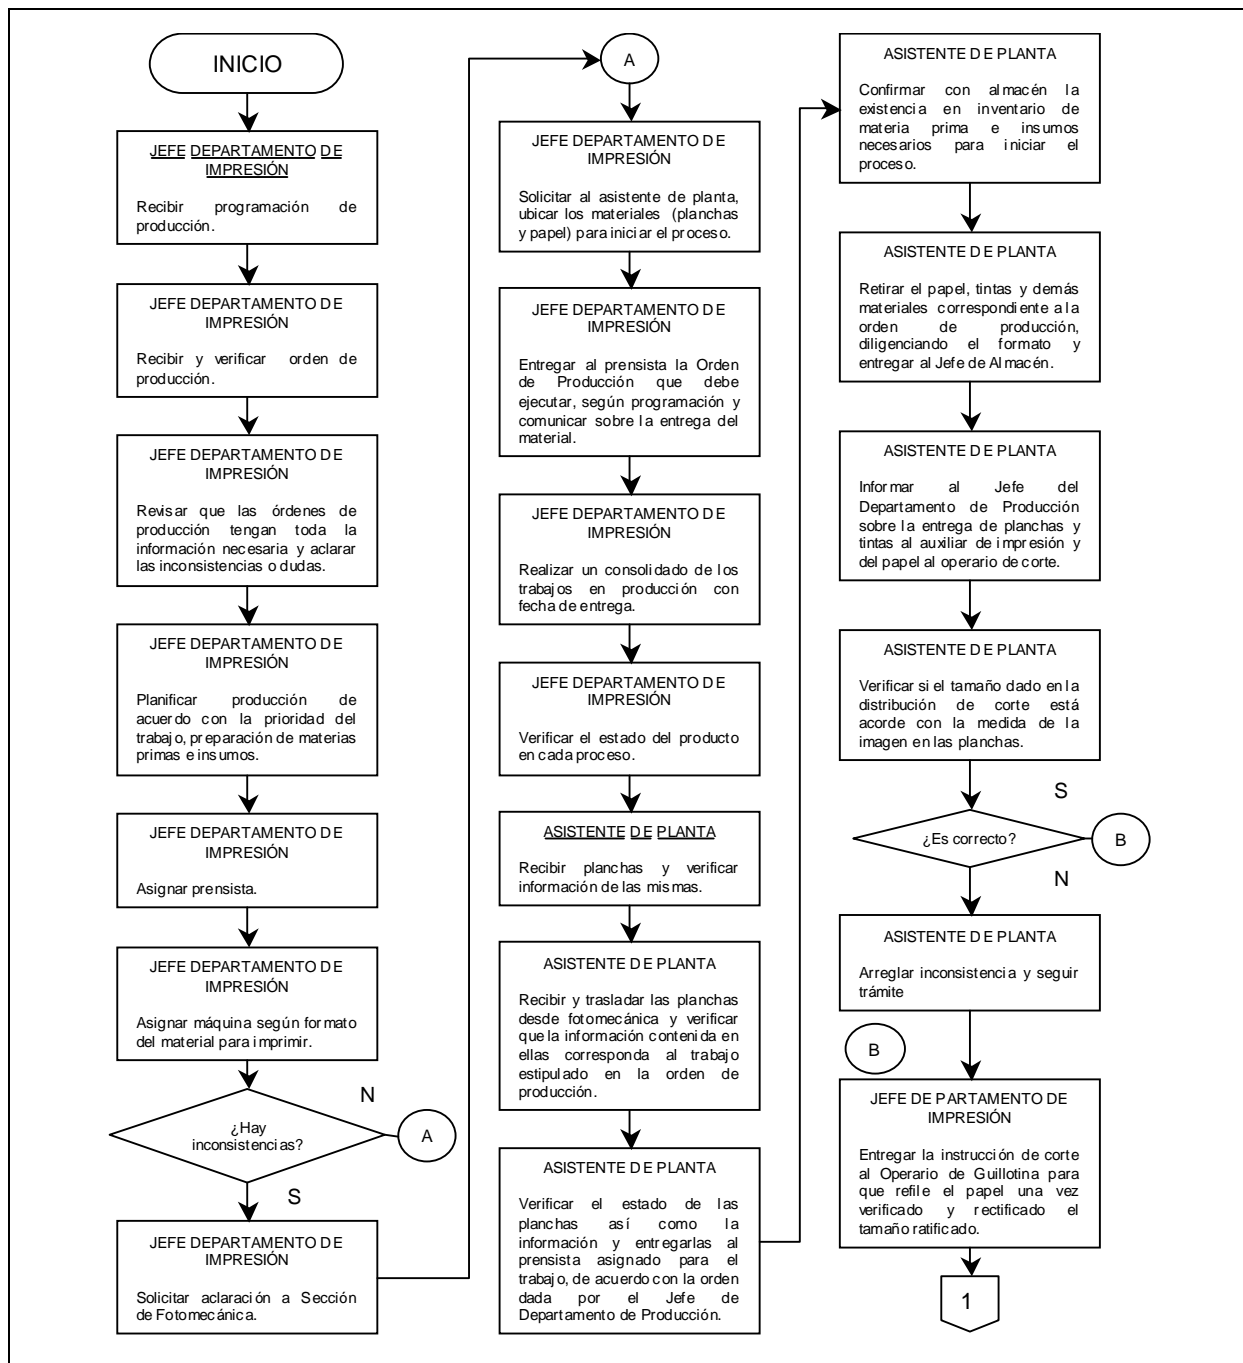 INICIO
JEFE DEPARTAMENTO DE
IMPRESIÓN
Recibir programación de
producción.
JEFE DEPARTAMENTO DE
IMPRESIÓN
Recibir y verificar orden de
producción.
JEFE DEPARTAMENTO DE
IMPRESIÓN
Revisar que las órdenes de
producción tengan toda la
información necesaria y aclarar
las inconsistencias o dudas.
JEFE DEPARTAMENTO DE
IMPRESIÓN
Planificar producción de
acuerdo con la prioridad del
trabajo, preparación de materias
primas e insumos.
JEFE DEPARTAMENTO DE
IMPRESIÓN
Asignar prensista.
JEFE DEPARTAMENTO DE
IMPRESIÓN
Asignar máquina según formato
del material para imprimir.
N
¿Hay
inconsistencias?
A
S
JEFE DEPARTAMENTO DE
IMPRESIÓN
Solicitar aclaración a Sección
de Fotomecánica.
A
JEFE DEPARTAMENTO DE
IMPRESIÓN
Solicitar al asistente de planta,
ubicar los materiales (planchas
y papel) para iniciar el proceso.
JEFE DEPARTAMENTO DE
IMPRESIÓN
Entregar al prensista la Orden
de Producción que debe
ejecutar, según programación y
comunicar sobre la entrega del
material.
JEFE DEPARTAMENTO DE
IMPRESIÓN
Realizar un consolidado de los
trabajos en producción con
fecha de entrega.
JEFE DEPARTAMENTO DE
IMPRESIÓN
Verificar el estado del producto
en cada proceso.
ASISTENTE DE PLANTA
Recibir planchas y verificar
información de las mismas.
ASISTENTE DE PLANTA
Recibir y trasladar las planchas
desde fotomecánica y verificar
que la información contenida en
ellas corresponda al trabajo
estipulado en la orden de
producción.
ASISTENTE DE PLANTA
Verificar el estado de las
planchas así como la
información y entregarlas al
prensista asignado para el
trabajo, de acuerdo con la orden
dada por el Jefe de
Departamento de Producción.
ASISTENTE DE PLANTA
Confirmar con almacén la
existencia en inventario de
materia prima e insumos
necesarios para iniciar el
proceso.
ASISTENTE DE PLANTA
Retirar el papel, tintas y demás
materiales correspondiente a la
orden de producción,
diligenciando el formato y
entregar al Jefe de Almacén.
ASISTENTE DE PLANTA
Informar al Jefe del
Departamento de Producción
sobre la entrega de planchas y
tintas al auxiliar de impresión y
del papel al operario de corte.
ASISTENTE DE PLANTA
Verificar si el tamaño dado en la
distribución de corte está
acorde con la medida de la
imagen en las planchas.
S
¿Es correcto?
B
N
ASISTENTE DE PLANTA
Arreglar inconsistencia y seguir
trámite
B
JEFE DE PARTAMENTO DE
IMPRESIÓN
Entregar la instrucción de corte
al Operario de Guillotina para
que refile el papel una vez
verificado y rectificado el
tamaño ratificado.
1